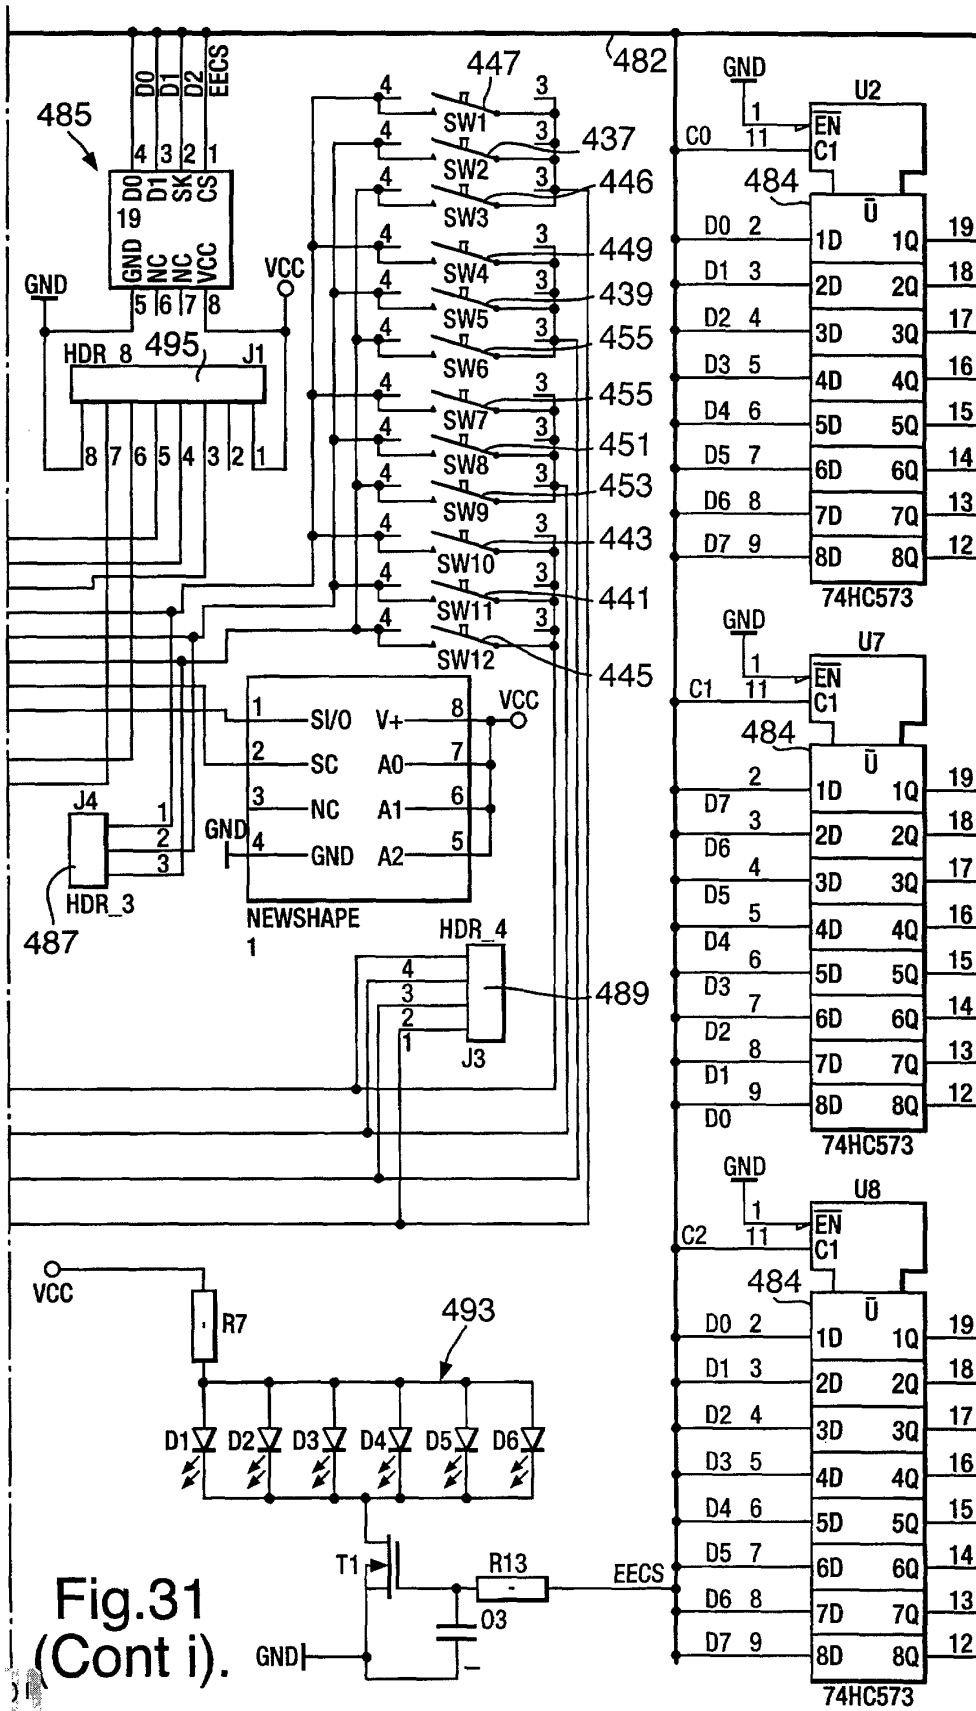 482
D0
D1
D2
EECS
485
4 3 2 1
D0 D1 SK CS
19
GND NC NC VCC
5 6 7 8
GND
VCC
HDR_8
495
J1
8 7 6 5 4 3 2 1
4 SW1 3 447
4 SW2 3 437
4 SW3 3 446
4 SW4 3 449
4 SW5 3 439
4 SW6 3 455
4 SW7 3 455
4 SW8 3 451
4 SW9 3 453
4 SW10 3 443
4 SW11 3 441
4 SW12 3 445
1 SI/O V+ 8 VCC
2 SC A0 7
3 NC A1 6
GND
4 GND A2 5
NEWSHAPE
1
J4
1
2
3
HDR_3
487
HDR_4
4
3
2
1
489
J3
VCC
R7
493
D1 D2 D3 D4 D5 D6
T1
R13
EECS
03
GND
Fig.31
(Cont i).
GND
U2
1 EN
C0 11 C1
484
U
D0 2 1D 1Q 19
D1 3 2D 2Q 18
D2 4 3D 3Q 17
D3 5 4D 4Q 16
D4 6 5D 5Q 15
D5 7 6D 6Q 14
D6 8 7D 7Q 13
D7 9 8D 8Q 12
74HC573
GND
U7
1 EN
C1 11 C1
484
U
D7 2 1D 1Q 19
D6 3 2D 2Q 18
D5 4 3D 3Q 17
D4 5 4D 4Q 16
D3 6 5D 5Q 15
D2 7 6D 6Q 14
D1 8 7D 7Q 13
D0 9 8D 8Q 12
74HC573
GND
U8
1 EN
C2 11 C1
484
U
D0 2 1D 1Q 19
D1 3 2D 2Q 18
D2 4 3D 3Q 17
D3 5 4D 4Q 16
D4 6 5D 5Q 15
D5 7 6D 6Q 14
D6 8 7D 7Q 13
D7 9 8D 8Q 12
74HC573